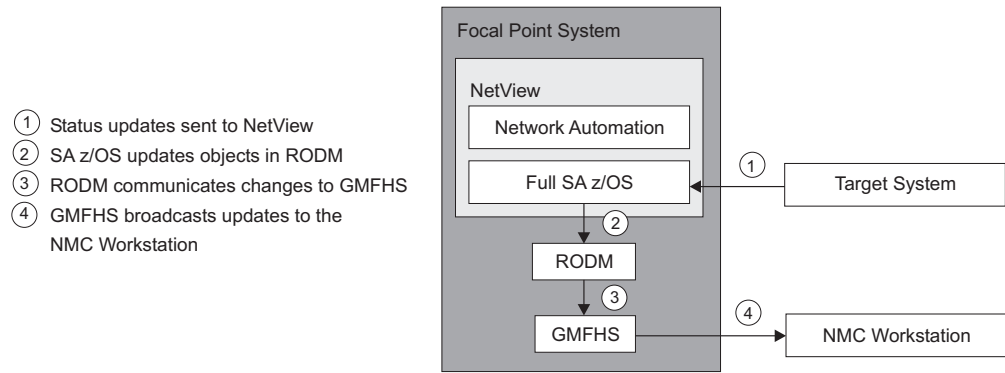 Focal Point System
NetView
Network Automation
Full SA z/OS
1 Status updates sent to NetView
2 SA z/OS updates objects in RODM
3 RODM communicates changes to GMFHS
4 GMFHS broadcasts updates to the
NMC Workstation
1
Target System
2
RODM
3
GMFHS
4
NMC Workstation